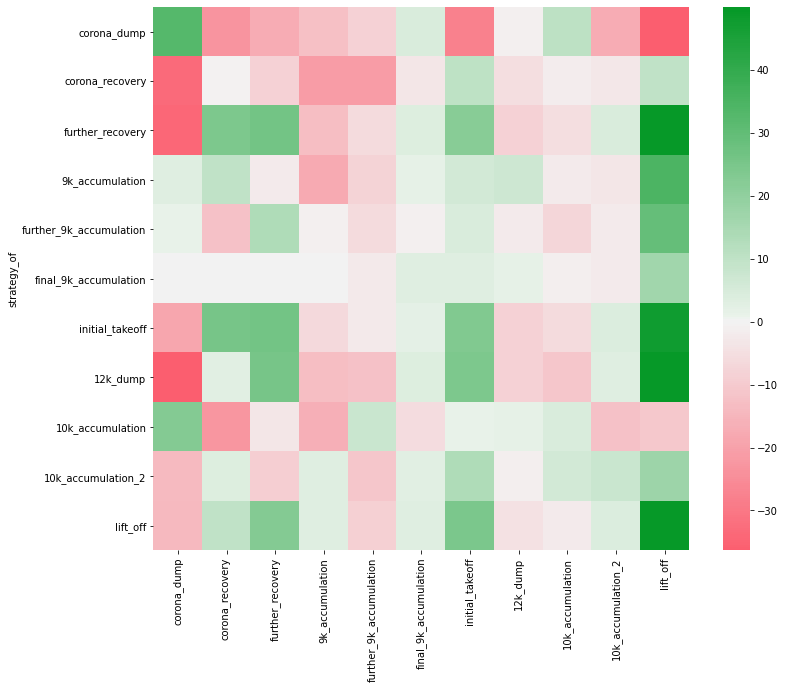 strategy_of
corona_dump
corona_recovery
further_recovery
9k_accumulation
further_9k_accumulation
final_9k_accumulation
initial_takeoff
12k_dump
10k_accumulation
10k_accumulation_2
lift_off
corona_dump
corona_recovery
further_recovery
9k_accumulation
further_9k_accumulation
final_9k_accumulation
initial_takeoff
12k_dump
10k_accumulation
10k_accumulation_2
lift_off
40
30
20
10
0
−10
−20
−30